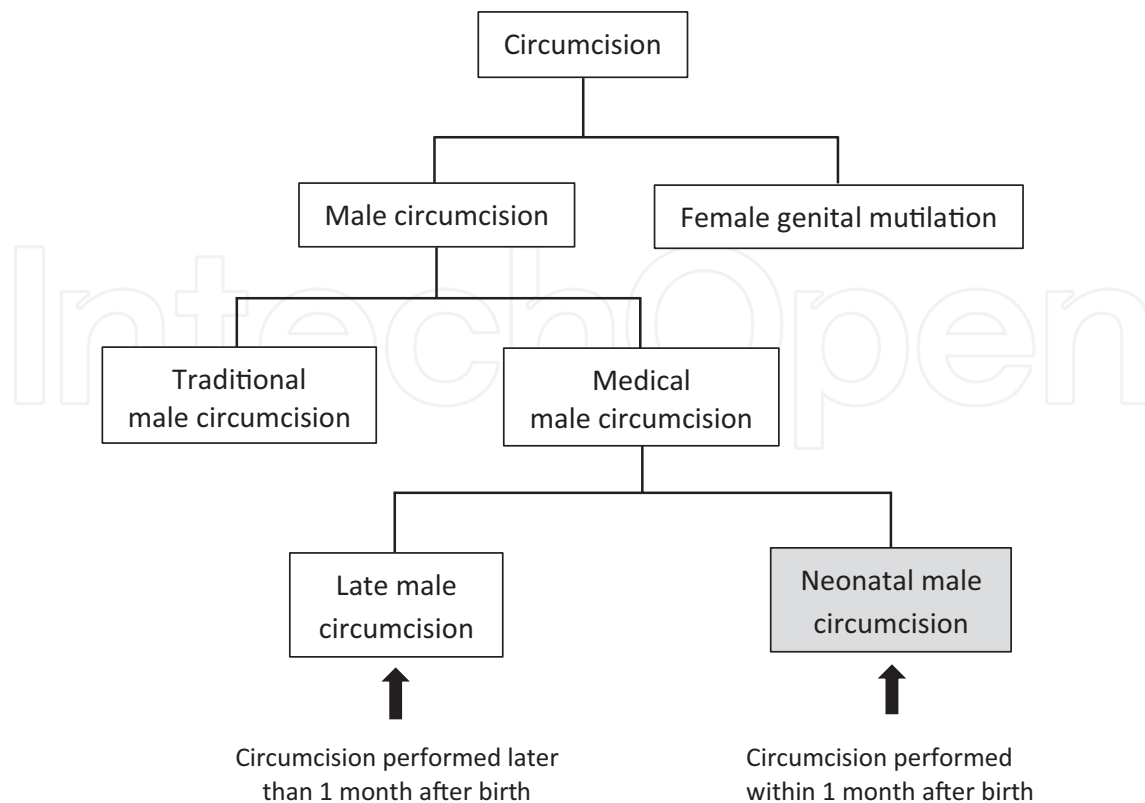 Circumcision
Male circumcision
Female genital mutilation
IntechOpen
Traditional
male circumcision
Medical
male circumcision
Late male
circumcision
Neonatal male
circumcision
Circumcision performed later
than 1 month after birth
Circumcision performed
within 1 month after birth